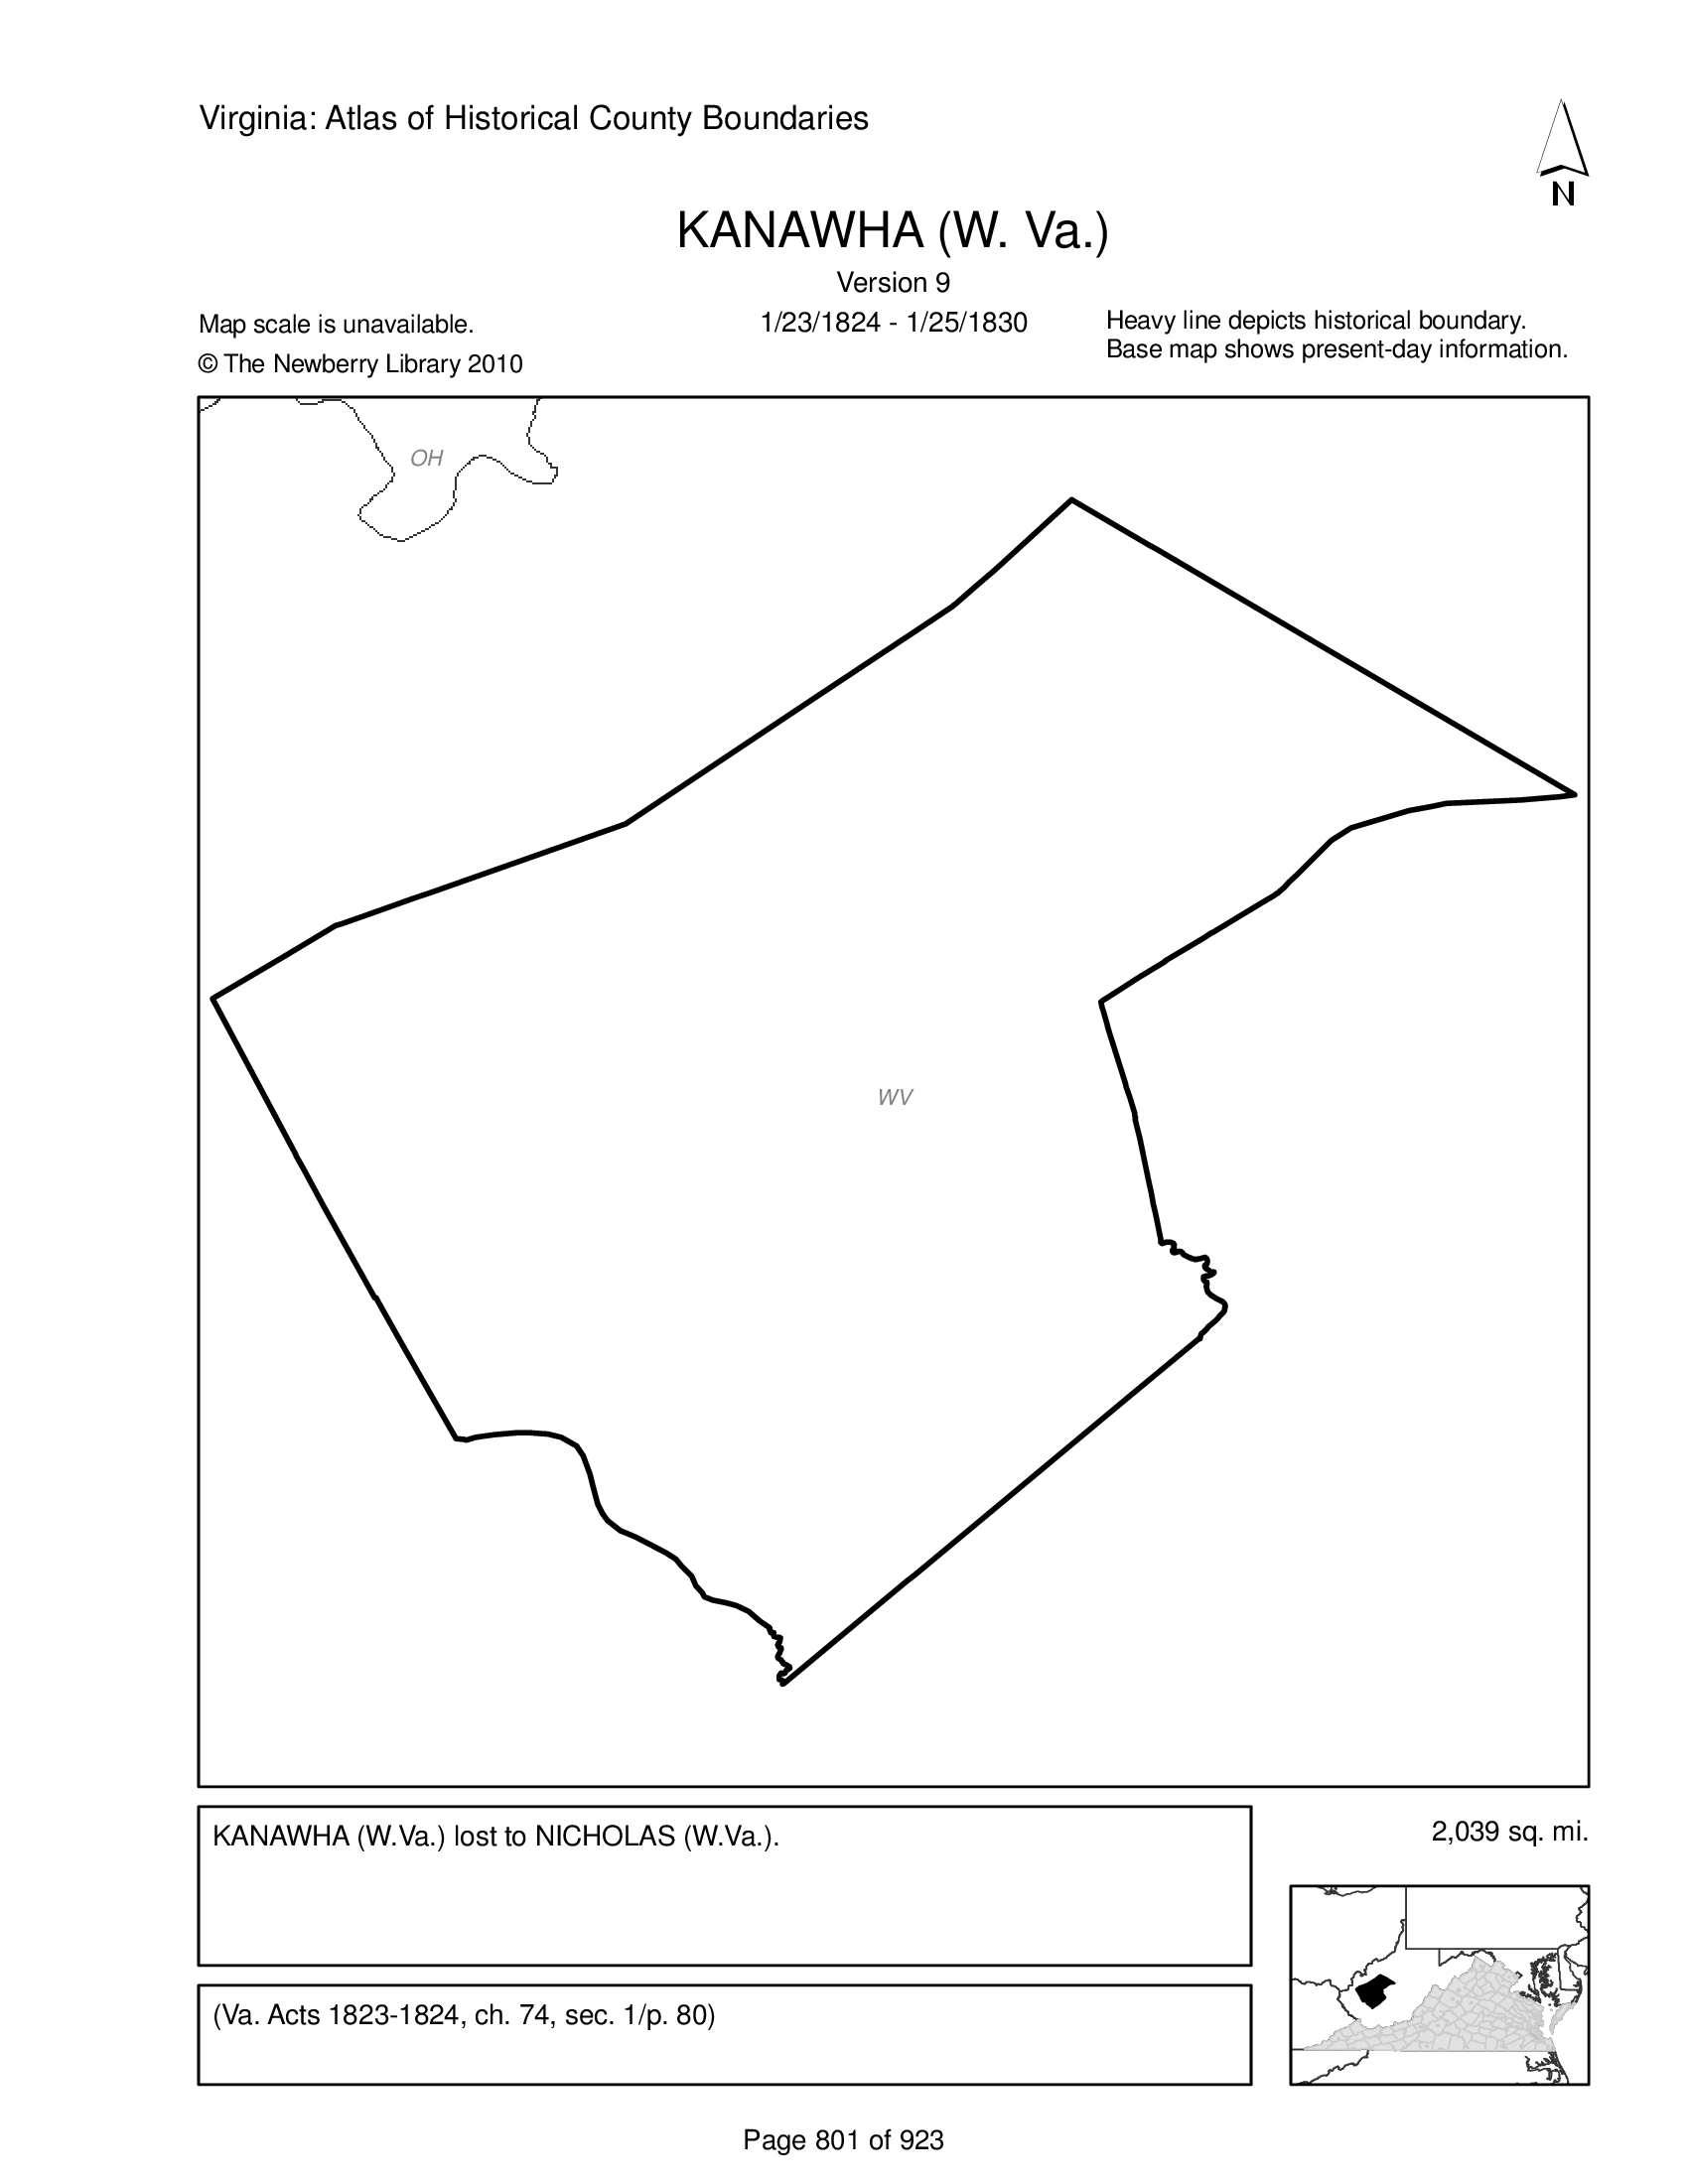 Virginia: Atlas of Historical County Boundaries
N
KANAWHA (W. Va.)
Version 9
Map scale is unavailable.
1/23/1824 - 1/25/1830
Heavy line depicts historical boundary.
Base map shows present-day information.
© The Newberry Library 2010
OH
WV
KANAWHA (W.Va.) lost to NICHOLAS (W.Va.).
2,039 sq. mi.
(Va. Acts 1823-1824, ch. 74, sec. 1/p. 80)
Page 801 of 923